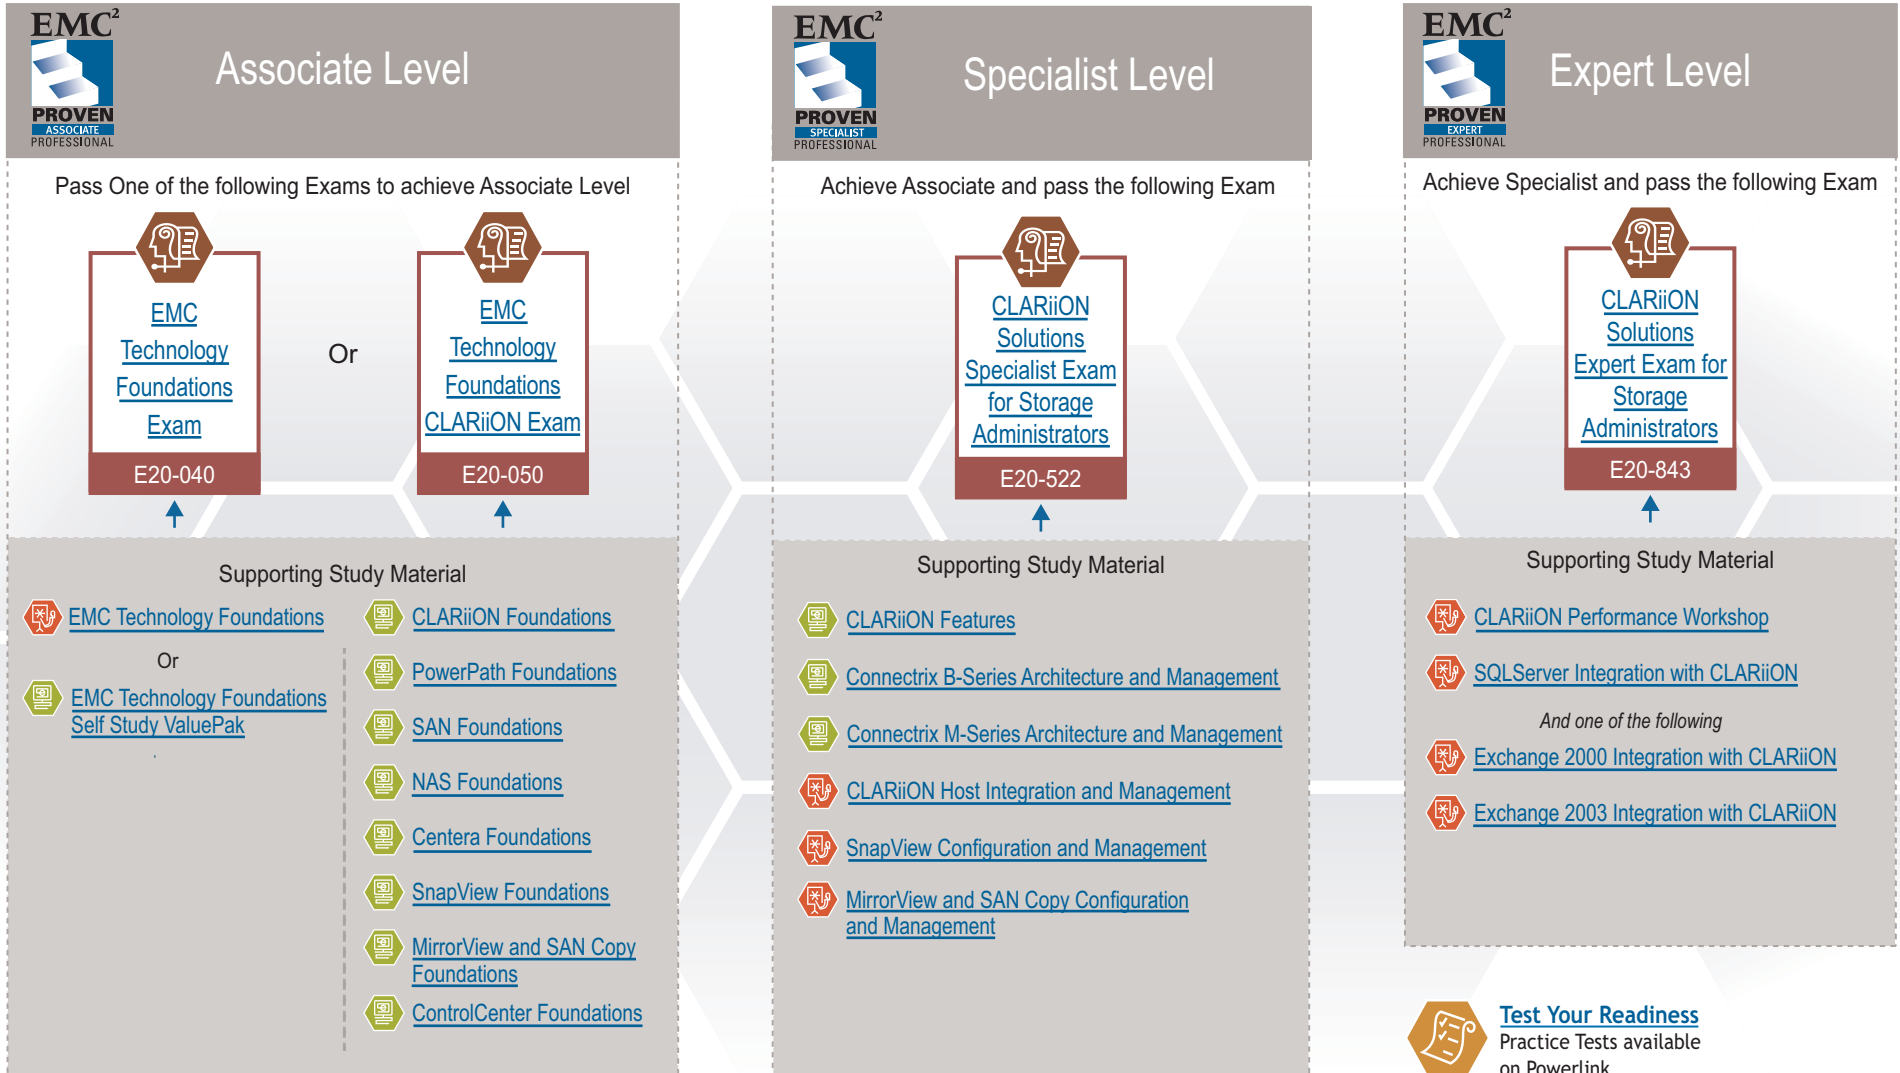 EMC²
PROVEN
ASSOCIATE
PROFESSIONAL
Associate Level
Pass One of the following Exams to achieve Associate Level
EMC
Technology
Foundations
Exam
E20-040
Or
EMC
Technology
Foundations
CLARiiON Exam
E20-050
Supporting Study Material
EMC Technology Foundations
Or
EMC Technology Foundations
Self Study ValuePak
CLARiiON Foundations
PowerPath Foundations
SAN Foundations
NAS Foundations
Centera Foundations
SnapView Foundations
MirrorView and SAN Copy
Foundations
ControlCenter Foundations
EMC²
PROVEN
SPECIALIST
PROFESSIONAL
Specialist Level
Achieve Associate and pass the following Exam
CLARiiON
Solutions
Specialist Exam
for Storage
Administrators
E20-522
Supporting Study Material
CLARiiON Features
Connectrix B-Series Architecture and Management
Connectrix M-Series Architecture and Management
CLARiiON Host Integration and Management
SnapView Configuration and Management
MirrorView and SAN Copy Configuration
and Management
EMC²
PROVEN
EXPERT
PROFESSIONAL
Expert Level
Achieve Specialist and pass the following Exam
CLARiiON
Solutions
Expert Exam for
Storage
Administrators
E20-843
Supporting Study Material
CLARiiON Performance Workshop
SQLServer Integration with CLARiiON
And one of the following
Exchange 2000 Integration with CLARiiON
Exchange 2003 Integration with CLARiiON
Test Your Readiness
Practice Tests available
on Powerlink